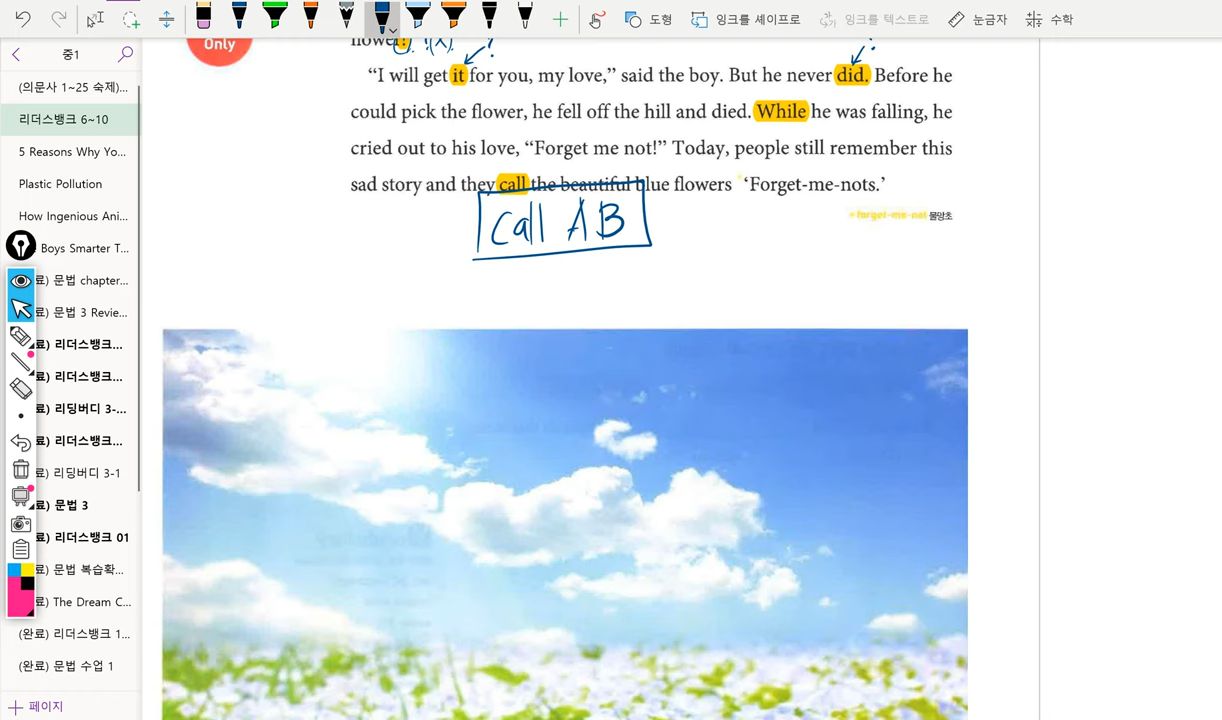 도형
잉크를 셰이프로
잉크를 텍스트로
눈금자
수학
중1
(의문사 1~25 숙제)...
리더스뱅크 6~10
5 Reasons Why Yo...
Plastic Pollution
How Ingenious Ani...
Boys Smarter T...
료) 문법 chapter...
료) 문법 3 Revie...
료) 리더스뱅크...
료) 리더스뱅크...
료) 리딩버디 3-...
료) 리더스뱅크...
료) 리딩버디 3-1
료) 문법 3
료) 리더스뱅크 01
료) 문법 복습확...
료) The Dream C...
(완료) 리더스뱅크 1...
(완료) 문법 수업 1
페이지
Only
flower!
“I will get it for you, my love,” said the boy. But he never did. Before he
could pick the flower, he fell off the hill and died. While he was falling, he
cried out to his love, “Forget me not!” Today, people still remember this
sad story and they call the beautiful blue flowers ‘Forget-me-nots.’
Call A B
forget-me-not 물망초